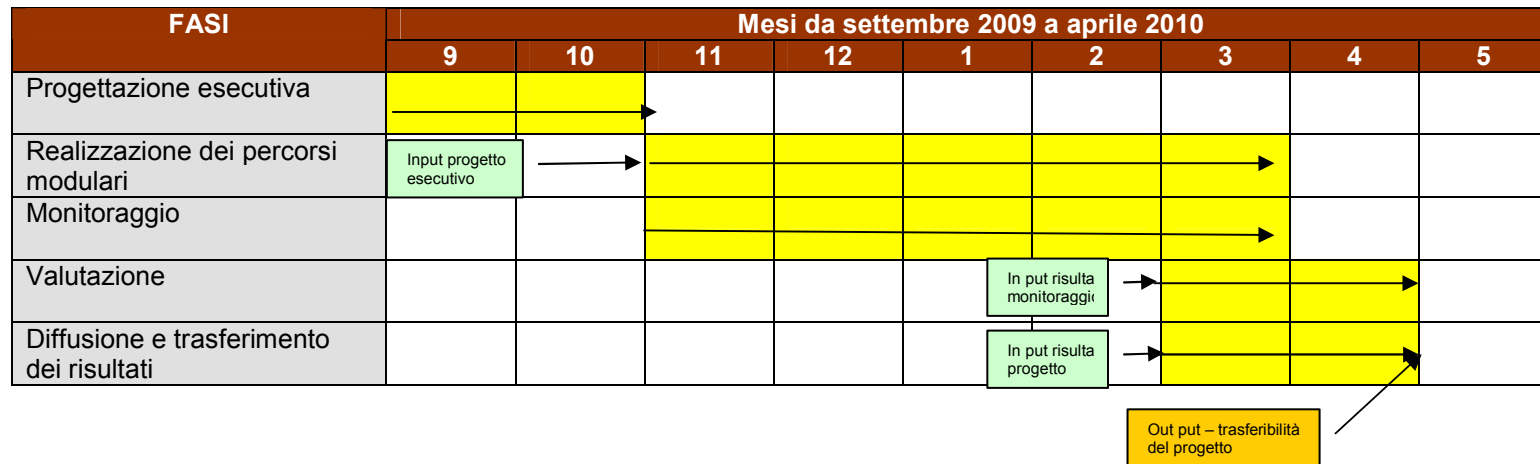 FASI
Mesi da settembre 2009 a aprile 2010
9 10 11 12 1 2 3 4 5
Progettazione esecutiva
Realizzazione dei percorsi
modulari
Input progetto
esecutivo
Monitoraggio
Valutazione
In put risulta
monitoraggi
Diffusione e trasferimento
dei risultati
In put risulta
progetto
Out put – trasferibilità
del progetto